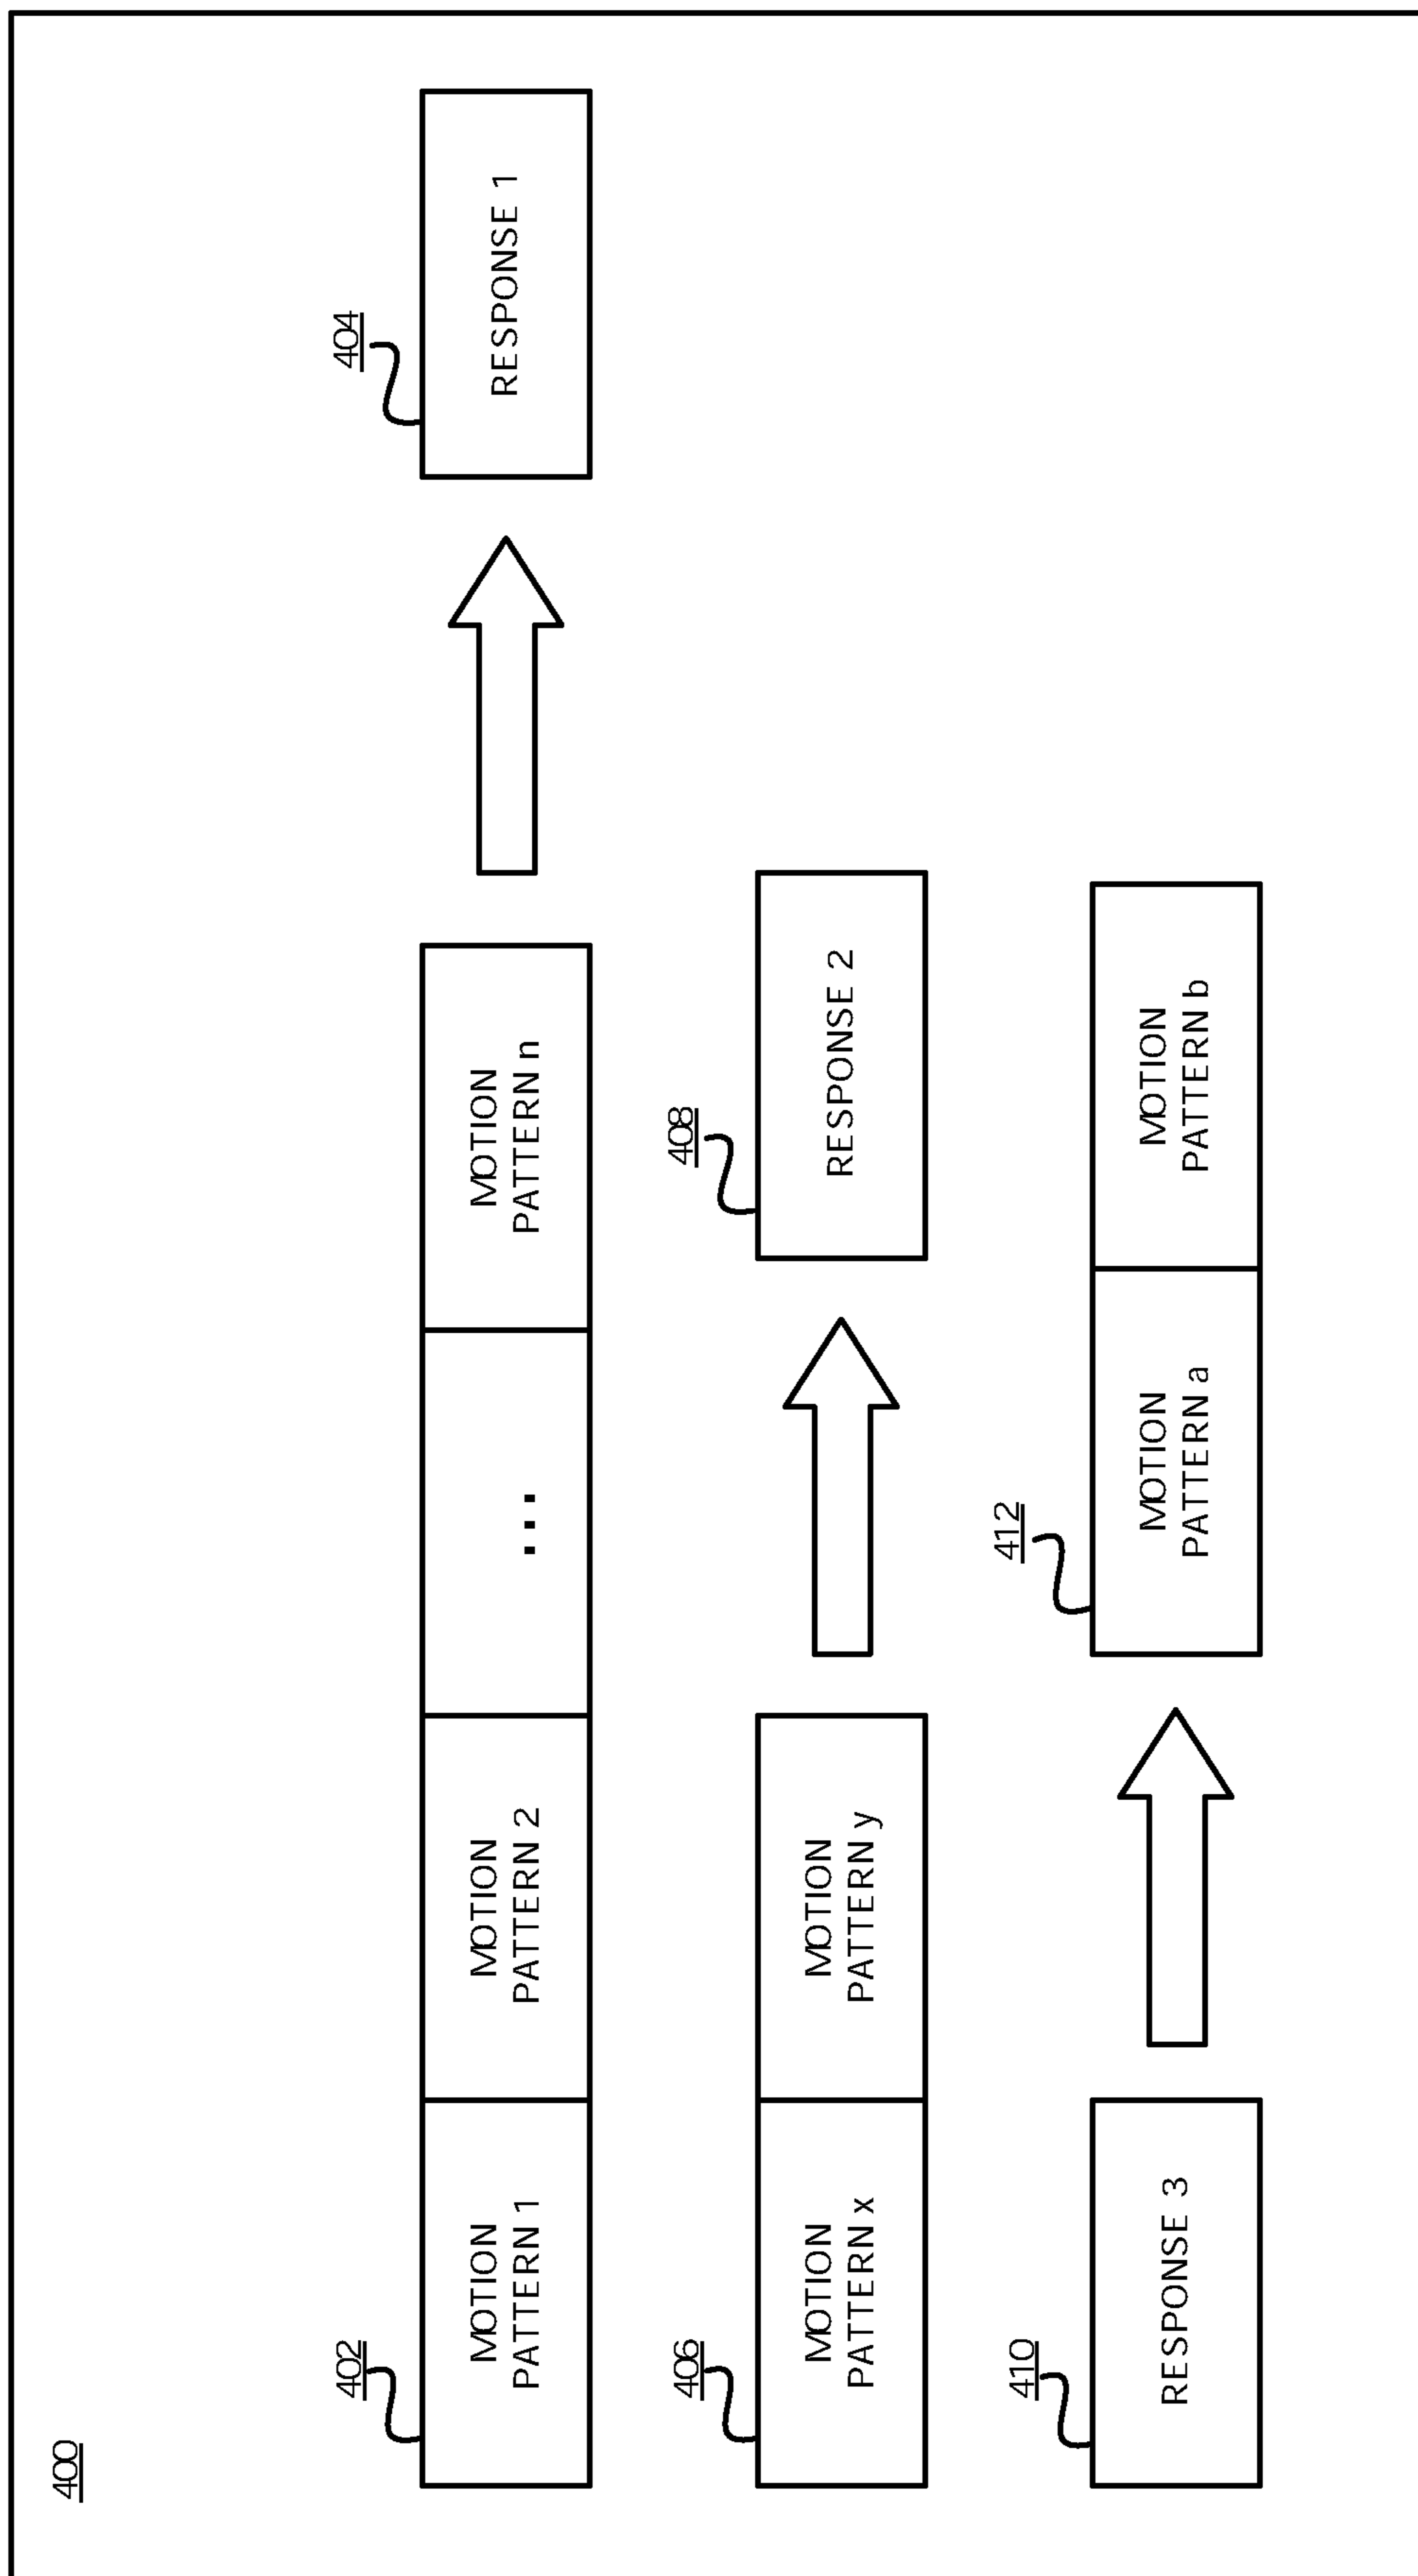 400
402
MOTION
PATTERN 1
MOTION
PATTERN 2
...
MOTION
PATTERN n
404
RESPONSE 1
406
MOTION
PATTERN x
MOTION
PATTERN y
408
RESPONSE 2
410
RESPONSE 3
412
MOTION
PATTERN a
MOTION
PATTERN b